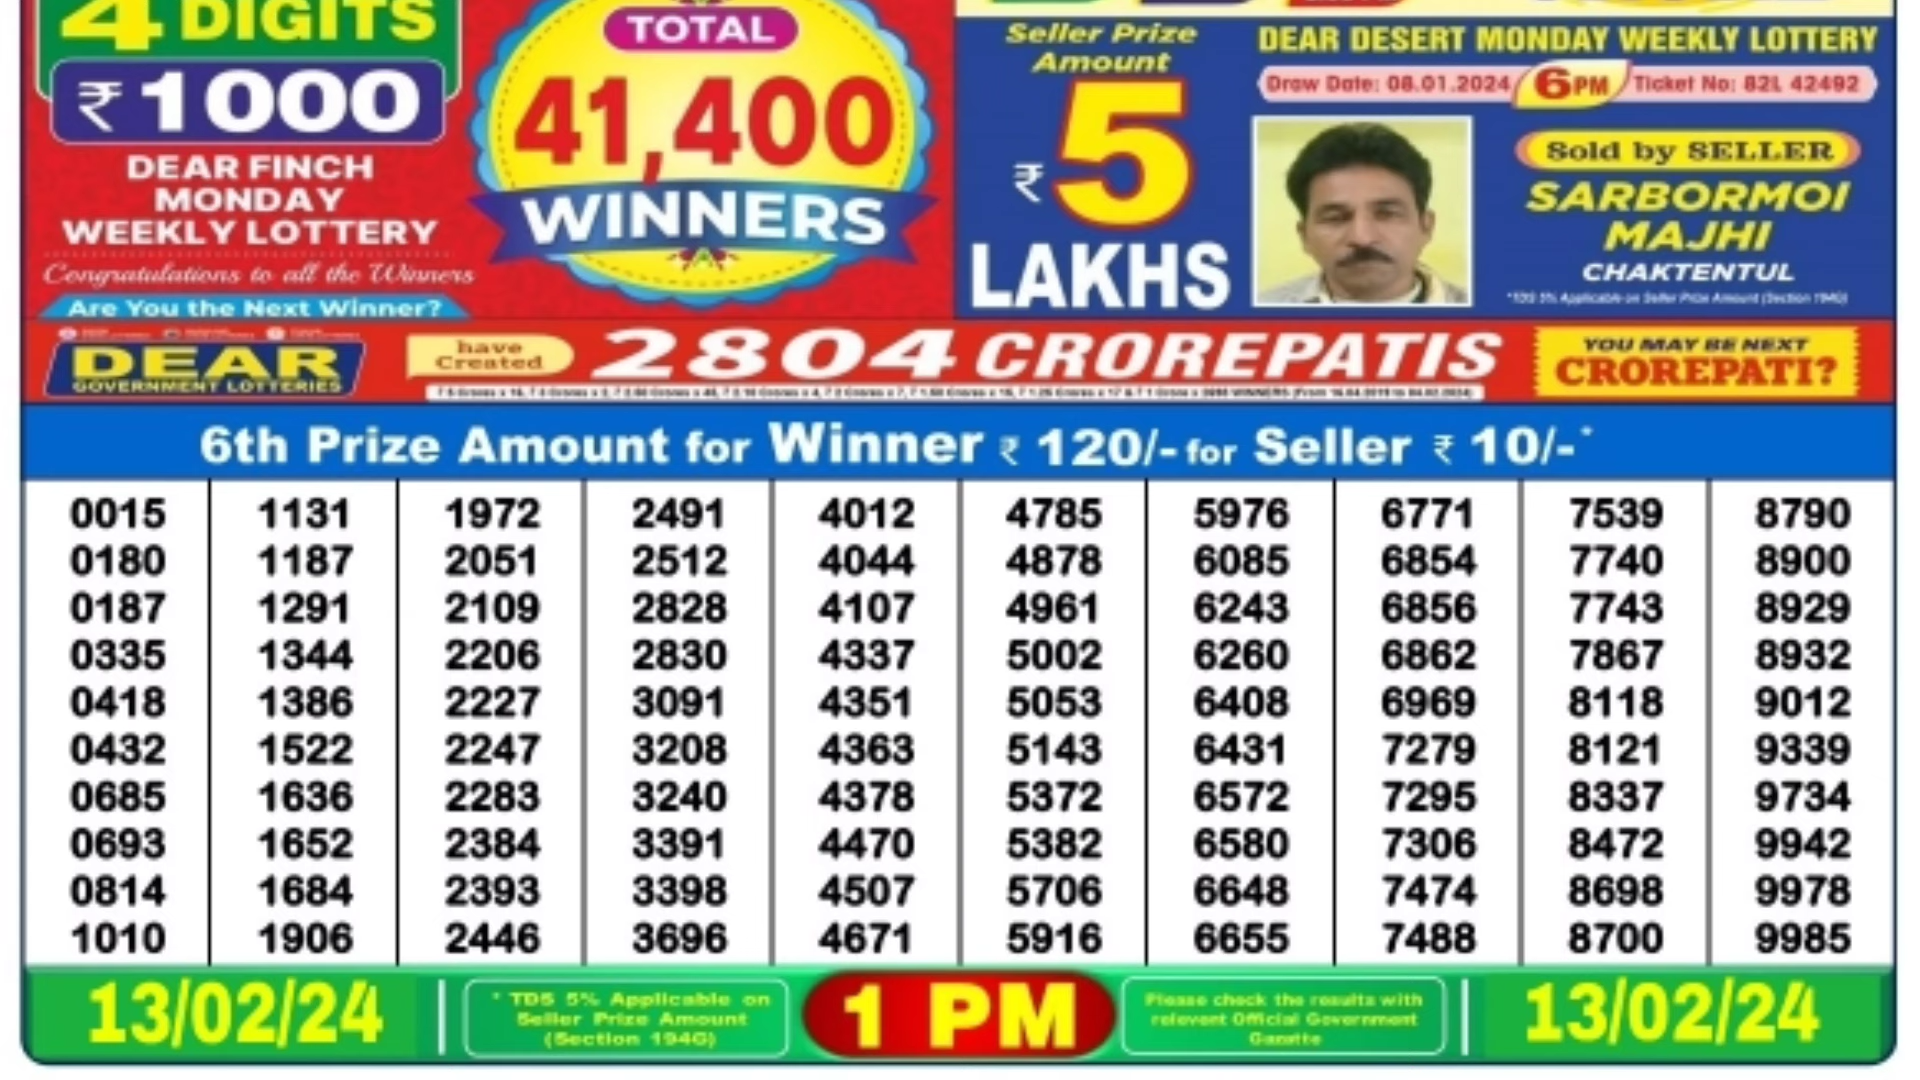 4 DIGITS
₹1000
DEAR FINCH
MONDAY
WEEKLY LOTTERY
Congratulations to all the Winners
Are You the Next Winner?
TOTAL
41,400
WINNERS
Seller Prize
Amount
₹5
LAKHS
DEAR DESERT MONDAY WEEKLY LOTTERY
Draw Date: 08.01.2024 6PM Ticket No: 82L 42492
Sold by SELLER
SARBORMOI
MAJHI
CHAKTENTUL
*TDS 5% Applicable on Seller Prize Amount (Section 194G)
DEAR
GOVERNMENT LOTTERIES
have
Created
2804 CROREPATIS
YOU MAY BE NEXT
CROREPATI?
6th Prize Amount for Winner ₹ 120/- for Seller ₹ 10/-*
0015 1131 1972 2491 4012 4785 5976 6771 7539 8790
0180 1187 2051 2512 4044 4878 6085 6854 7740 8900
0187 1291 2109 2828 4107 4961 6243 6856 7743 8929
0335 1344 2206 2830 4337 5002 6260 6862 7867 8932
0418 1386 2227 3091 4351 5053 6408 6969 8118 9012
0432 1522 2247 3208 4363 5143 6431 7279 8121 9339
0685 1636 2283 3240 4378 5372 6572 7295 8337 9734
0693 1652 2384 3391 4470 5382 6580 7306 8472 9942
0814 1684 2393 3398 4507 5706 6648 7474 8698 9978
1010 1906 2446 3696 4671 5916 6655 7488 8700 9985
13/02/24
* TDS 5% Applicable on
Seller Prize Amount
(Section 194G)
1 PM
Please check the results with
relevent Official Government
Gazette
13/02/24